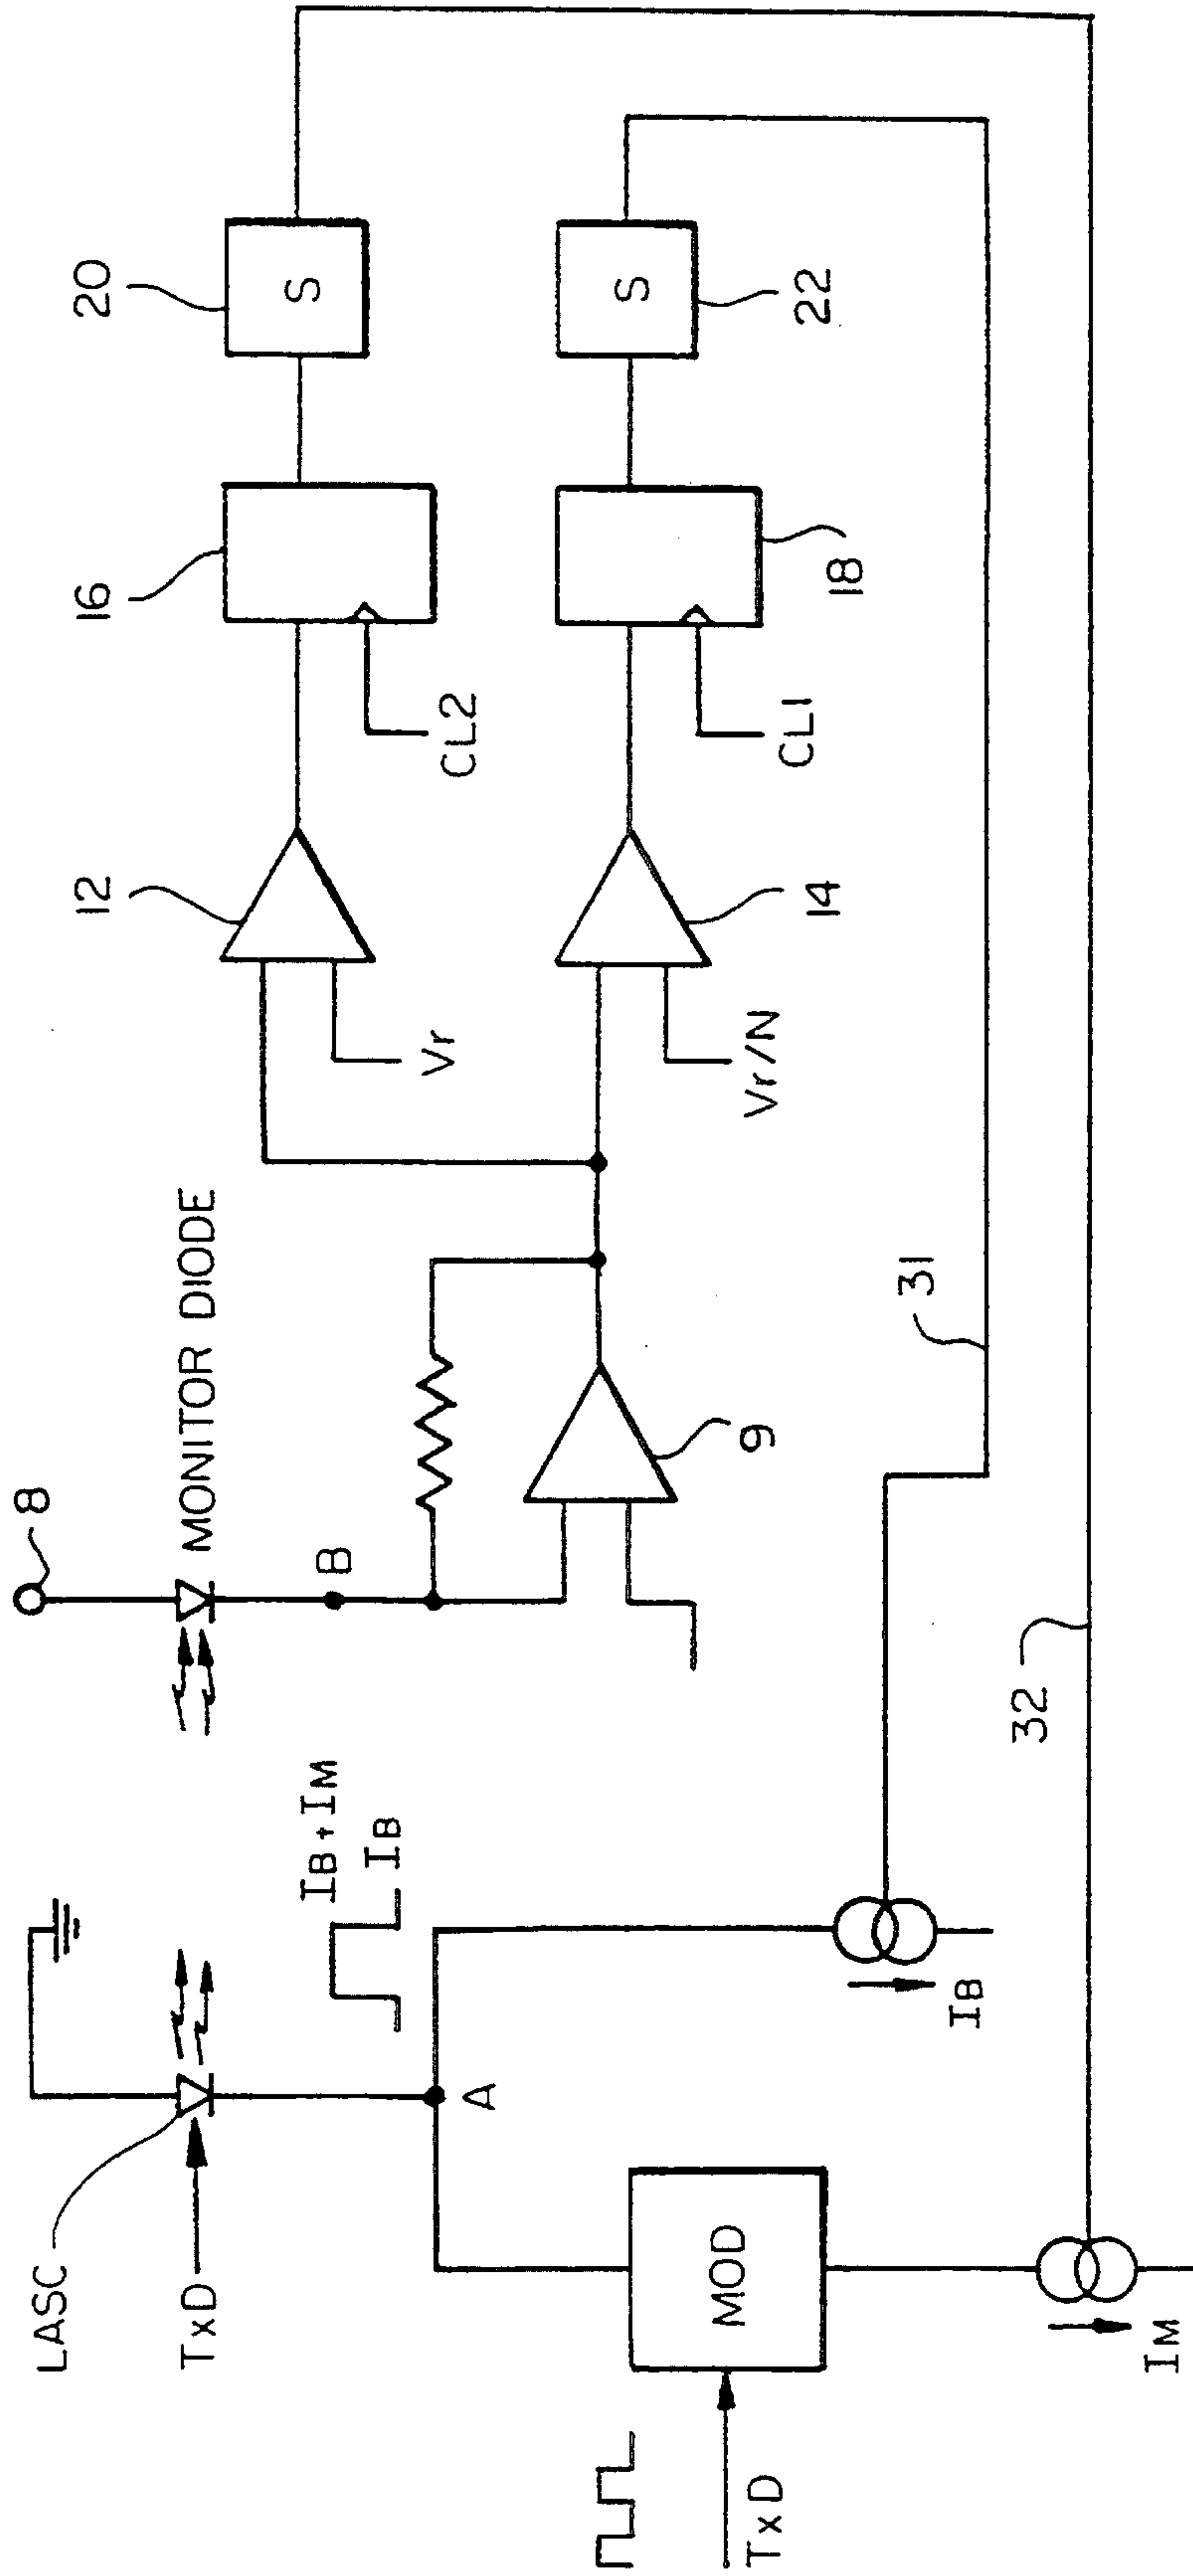 LASC
TxD
8
MONITOR DIODE
12
16
20
IB+IM
IB
B
A
S
CL2
Vr
TxD
MOD
9
14
S
22
CL1
18
Vr/N
31
IB
32
IM